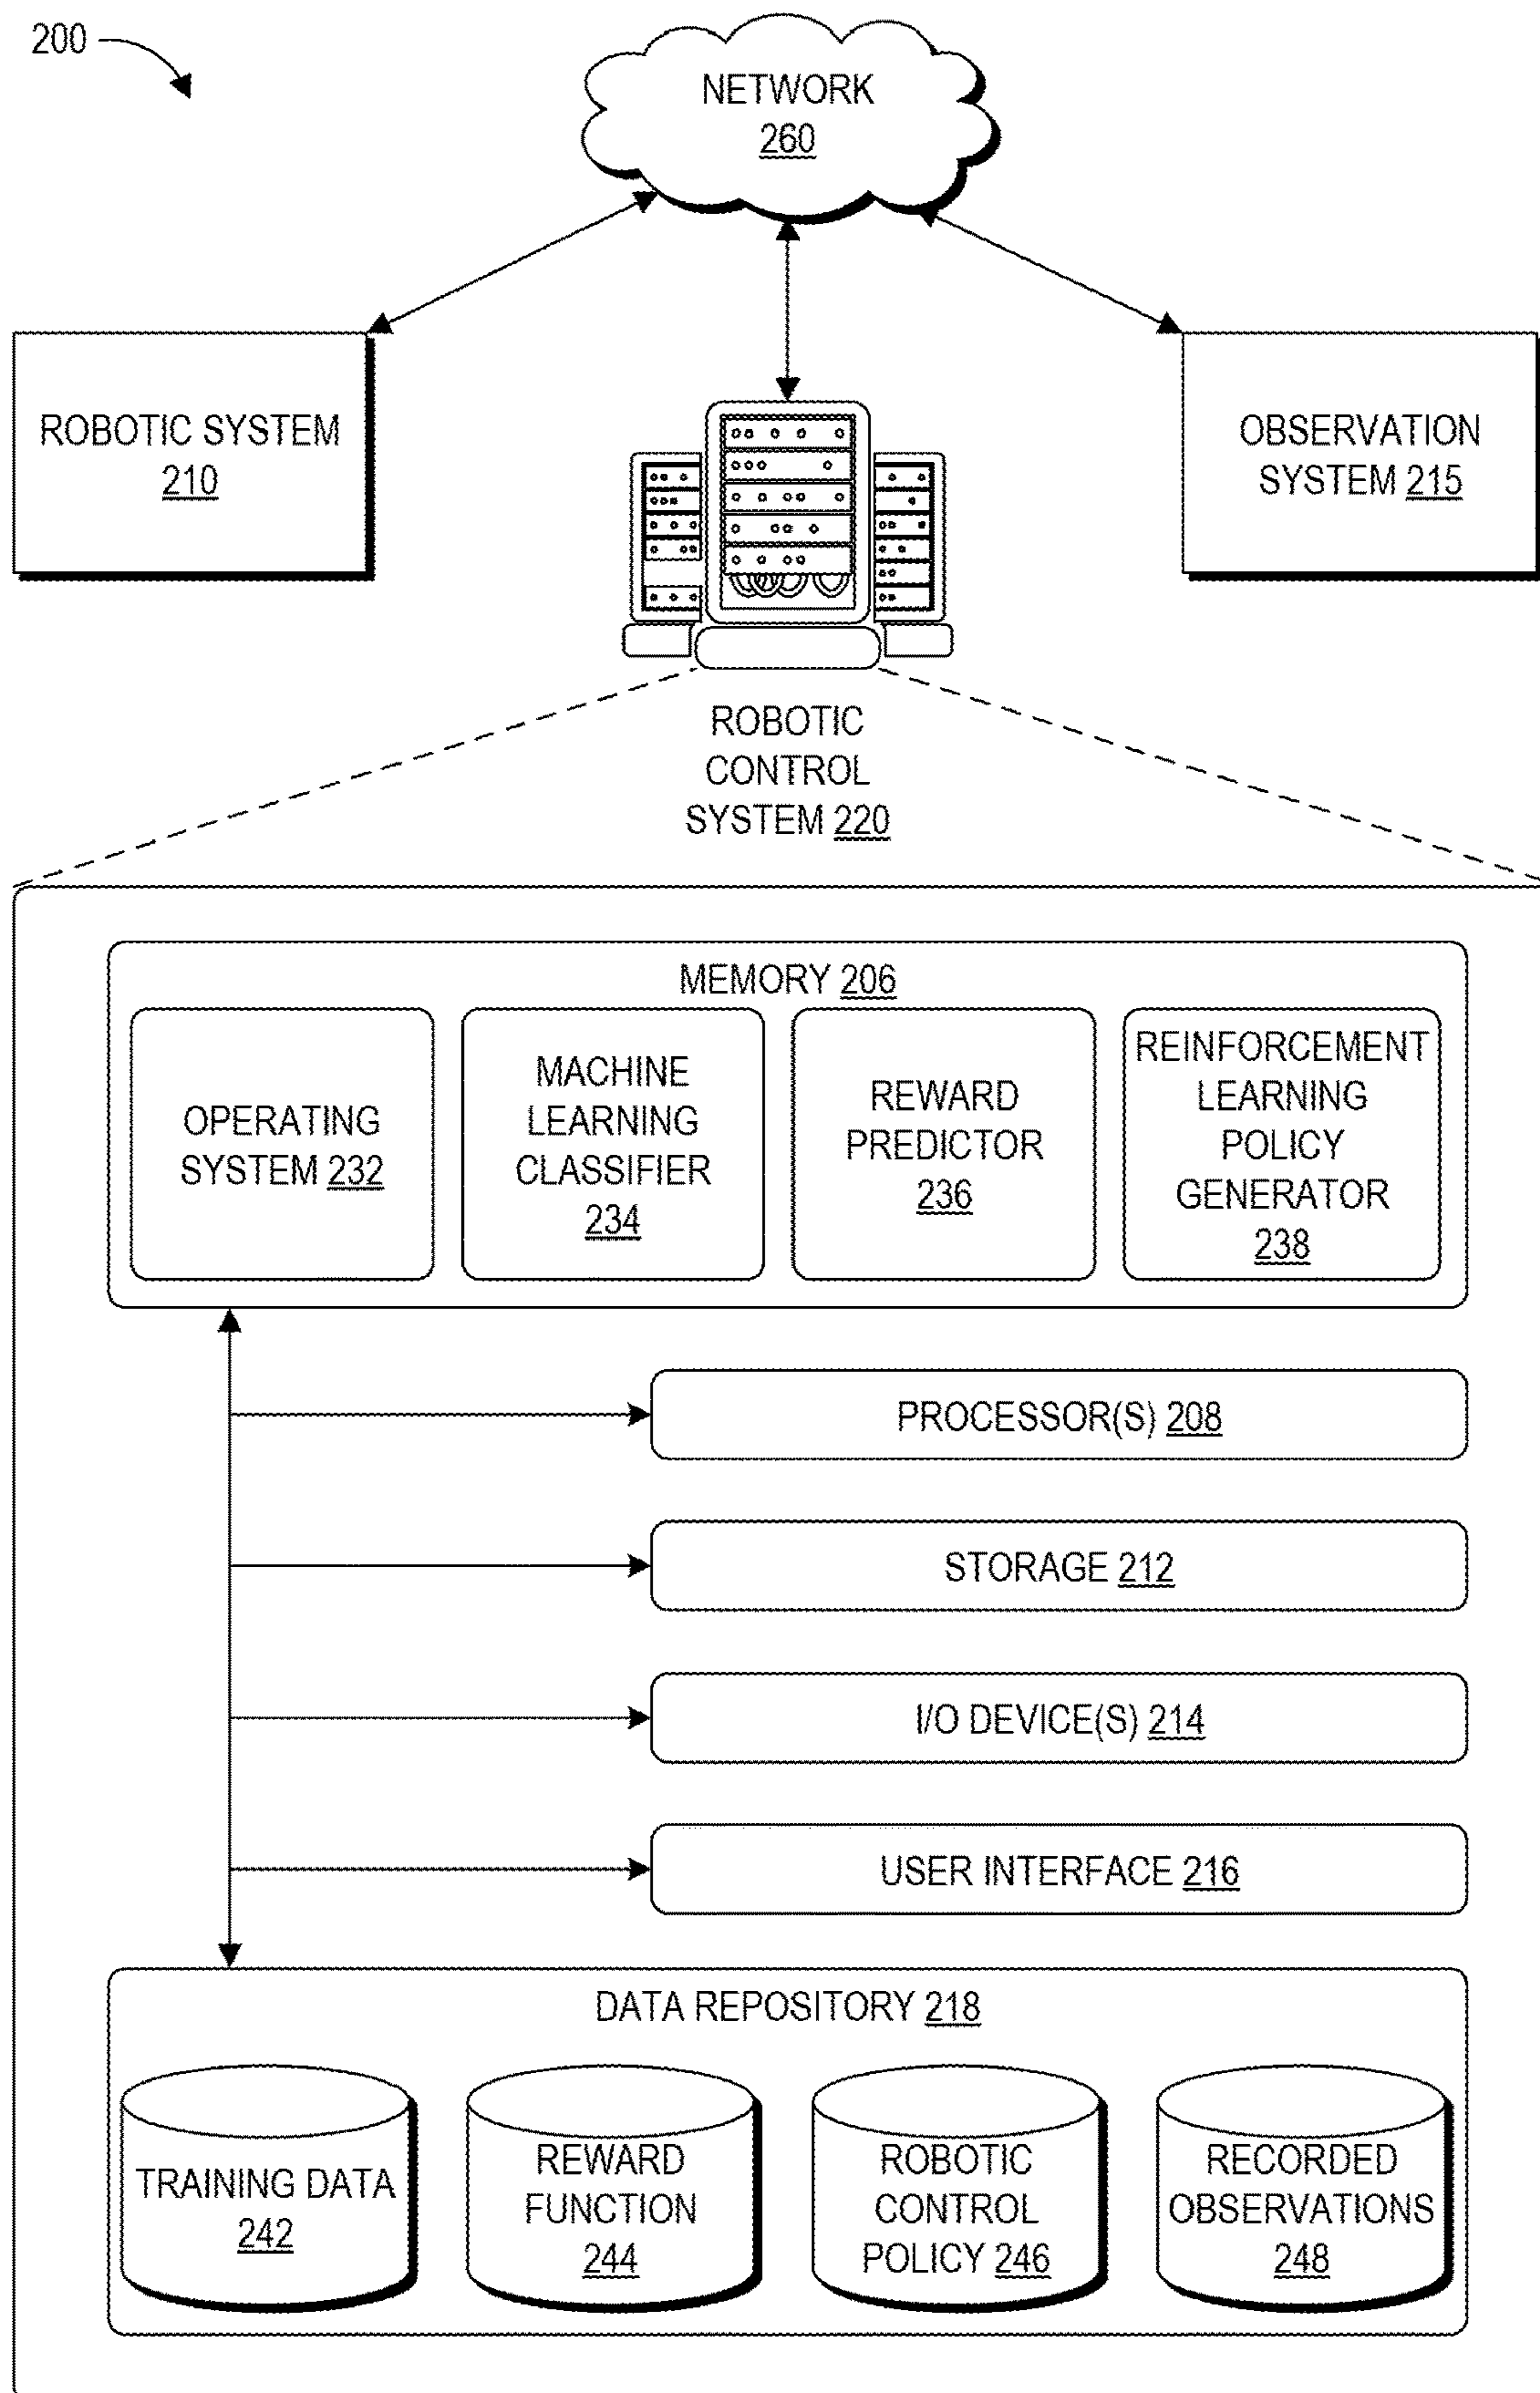 200
NETWORK
260
ROBOTIC SYSTEM
210
OBSERVATION
SYSTEM 215
ROBOTIC
CONTROL
SYSTEM 220
MEMORY 206
OPERATING
SYSTEM 232
MACHINE
LEARNING
CLASSIFIER
234
REWARD
PREDICTOR
236
REINFORCEMENT
LEARNING
POLICY
GENERATOR
238
PROCESSOR(S) 208
STORAGE 212
I/O DEVICE(S) 214
USER INTERFACE 216
DATA REPOSITORY 218
TRAINING DATA
242
REWARD
FUNCTION
244
ROBOTIC
CONTROL
POLICY 246
RECORDED
OBSERVATIONS
248